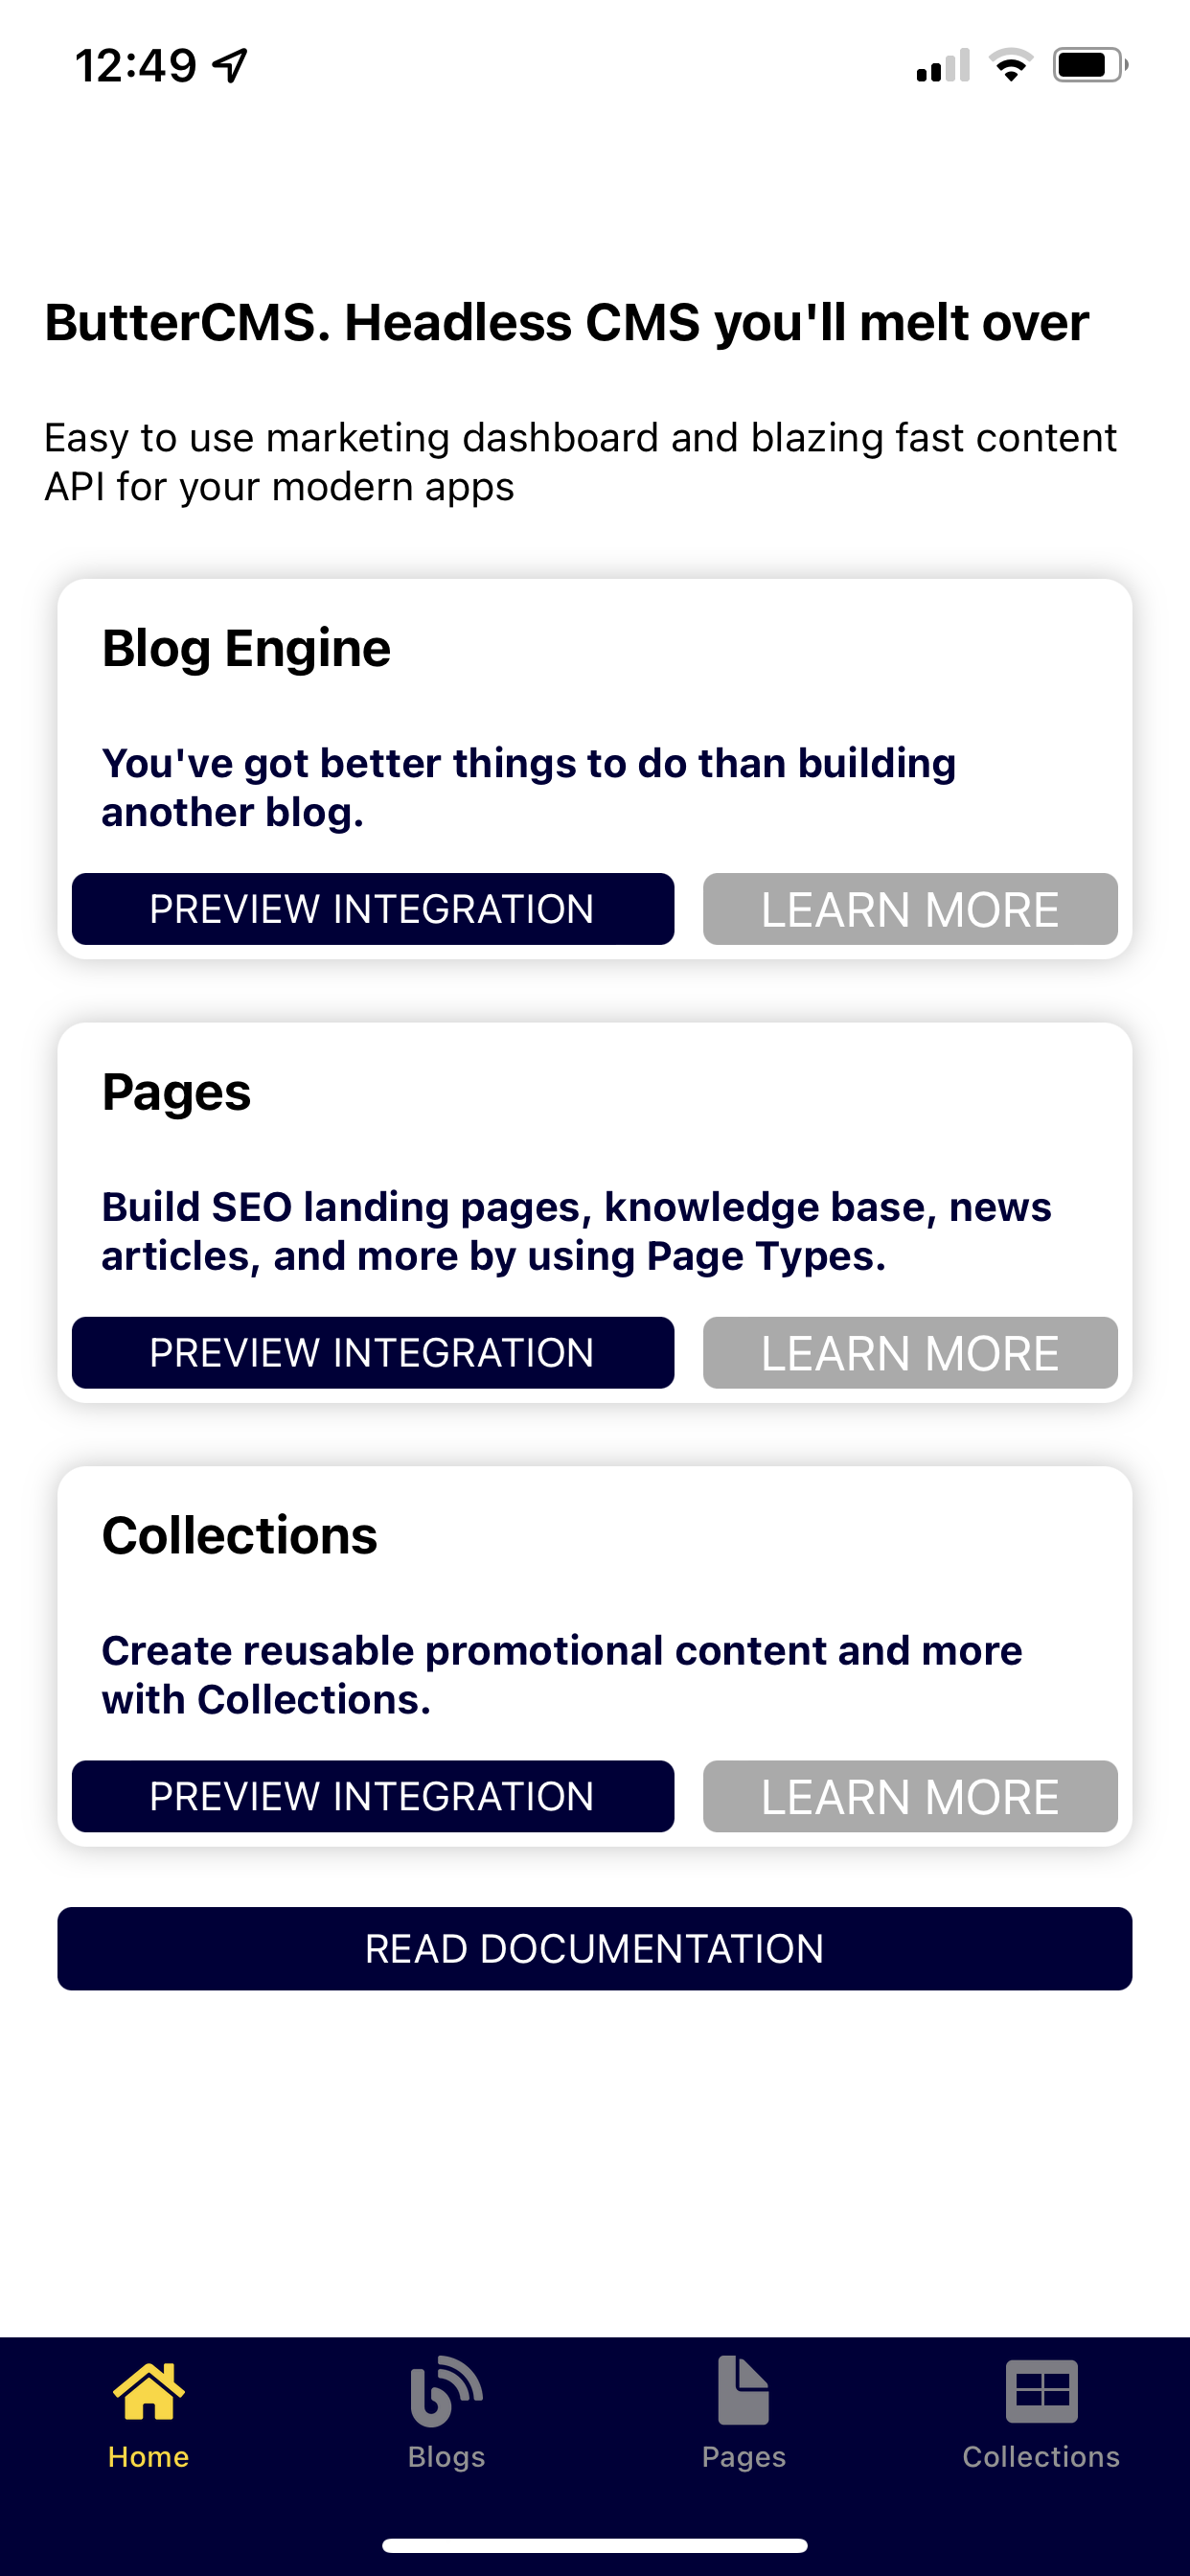 12:49
ButterCMS. Headless CMS you'll melt over
Easy to use marketing dashboard and blazing fast content
API for your modern apps
Blog Engine
You've got better things to do than building
another blog.
PREVIEW INTEGRATION LEARN MORE
Pages
Build SEO landing pages, knowledge base, news
articles, and more by using Page Types.
PREVIEW INTEGRATION LEARN MORE
Collections
Create reusable promotional content and more
with Collections.
PREVIEW INTEGRATION LEARN MORE
READ DOCUMENTATION
Home Blogs Pages Collections